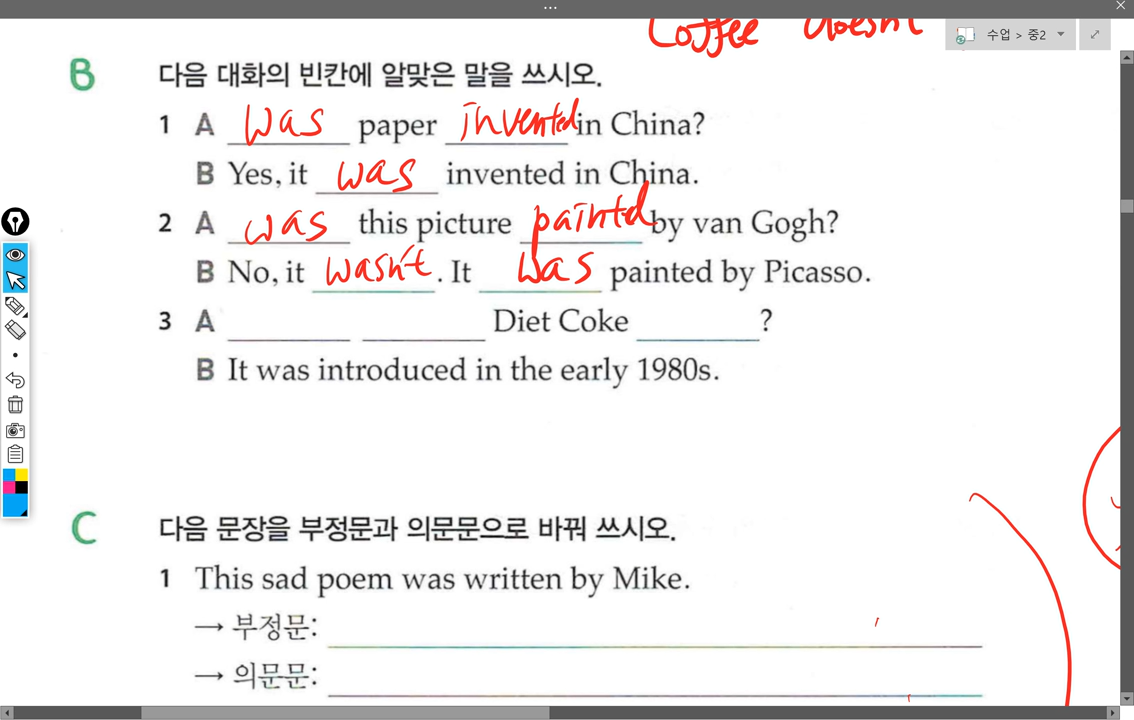 Coffee doesn't
수업 > 중2
B 다음 대화의 빈칸에 알맞은 말을 쓰시오.
1 A was paper invented in China?
B Yes, it was invented in China.
2 A was this picture painted by van Gogh?
B No, it wasn't. It was painted by Picasso.
3 A Diet Coke ?
B It was introduced in the early 1980s.
C 다음 문장을 부정문과 의문문으로 바꿔 쓰시오.
1 This sad poem was written by Mike.
→ 부정문:
→ 의문문: